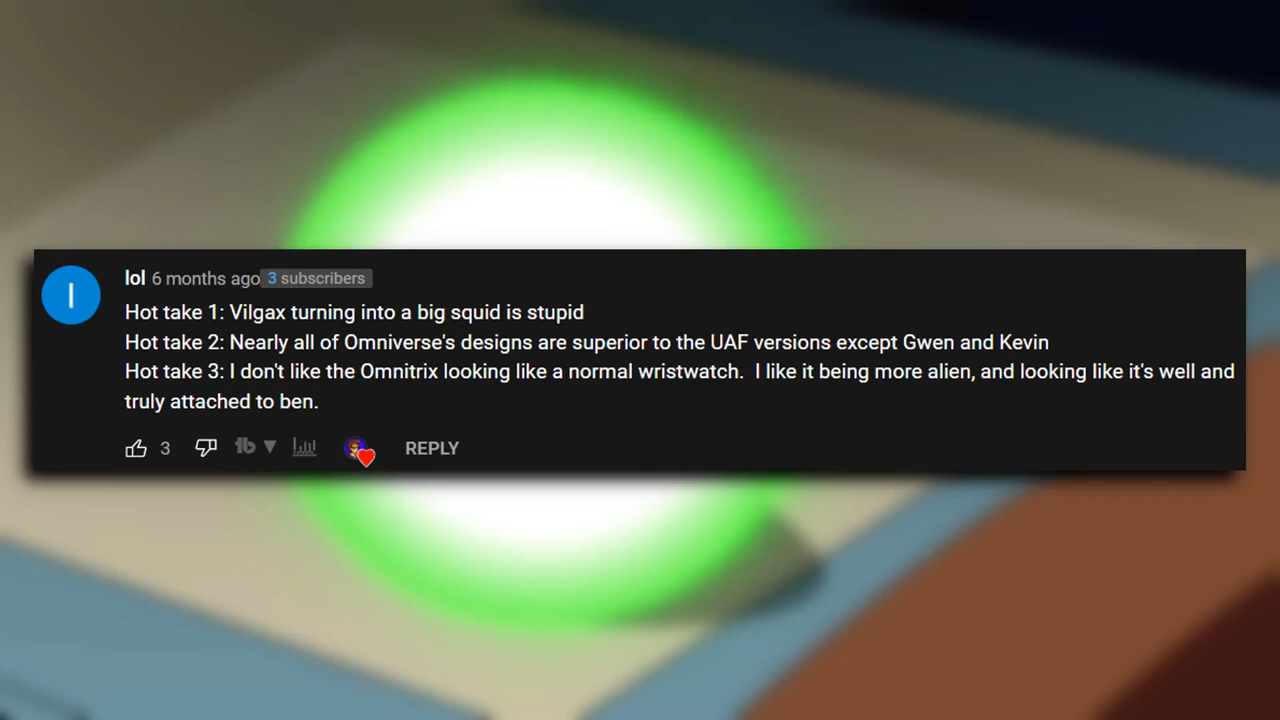 lol 6 months ago 3 subscribers
Hot take 1: Vilgax turning into a big squid is stupid
Hot take 2: Nearly all of Omniverse's designs are superior to the UAF versions except Gwen and Kevin
Hot take 3: I don't like the Omnitrix looking like a normal wristwatch.  I like it being more alien, and looking like it's well and
truly attached to ben.
3 REPLY